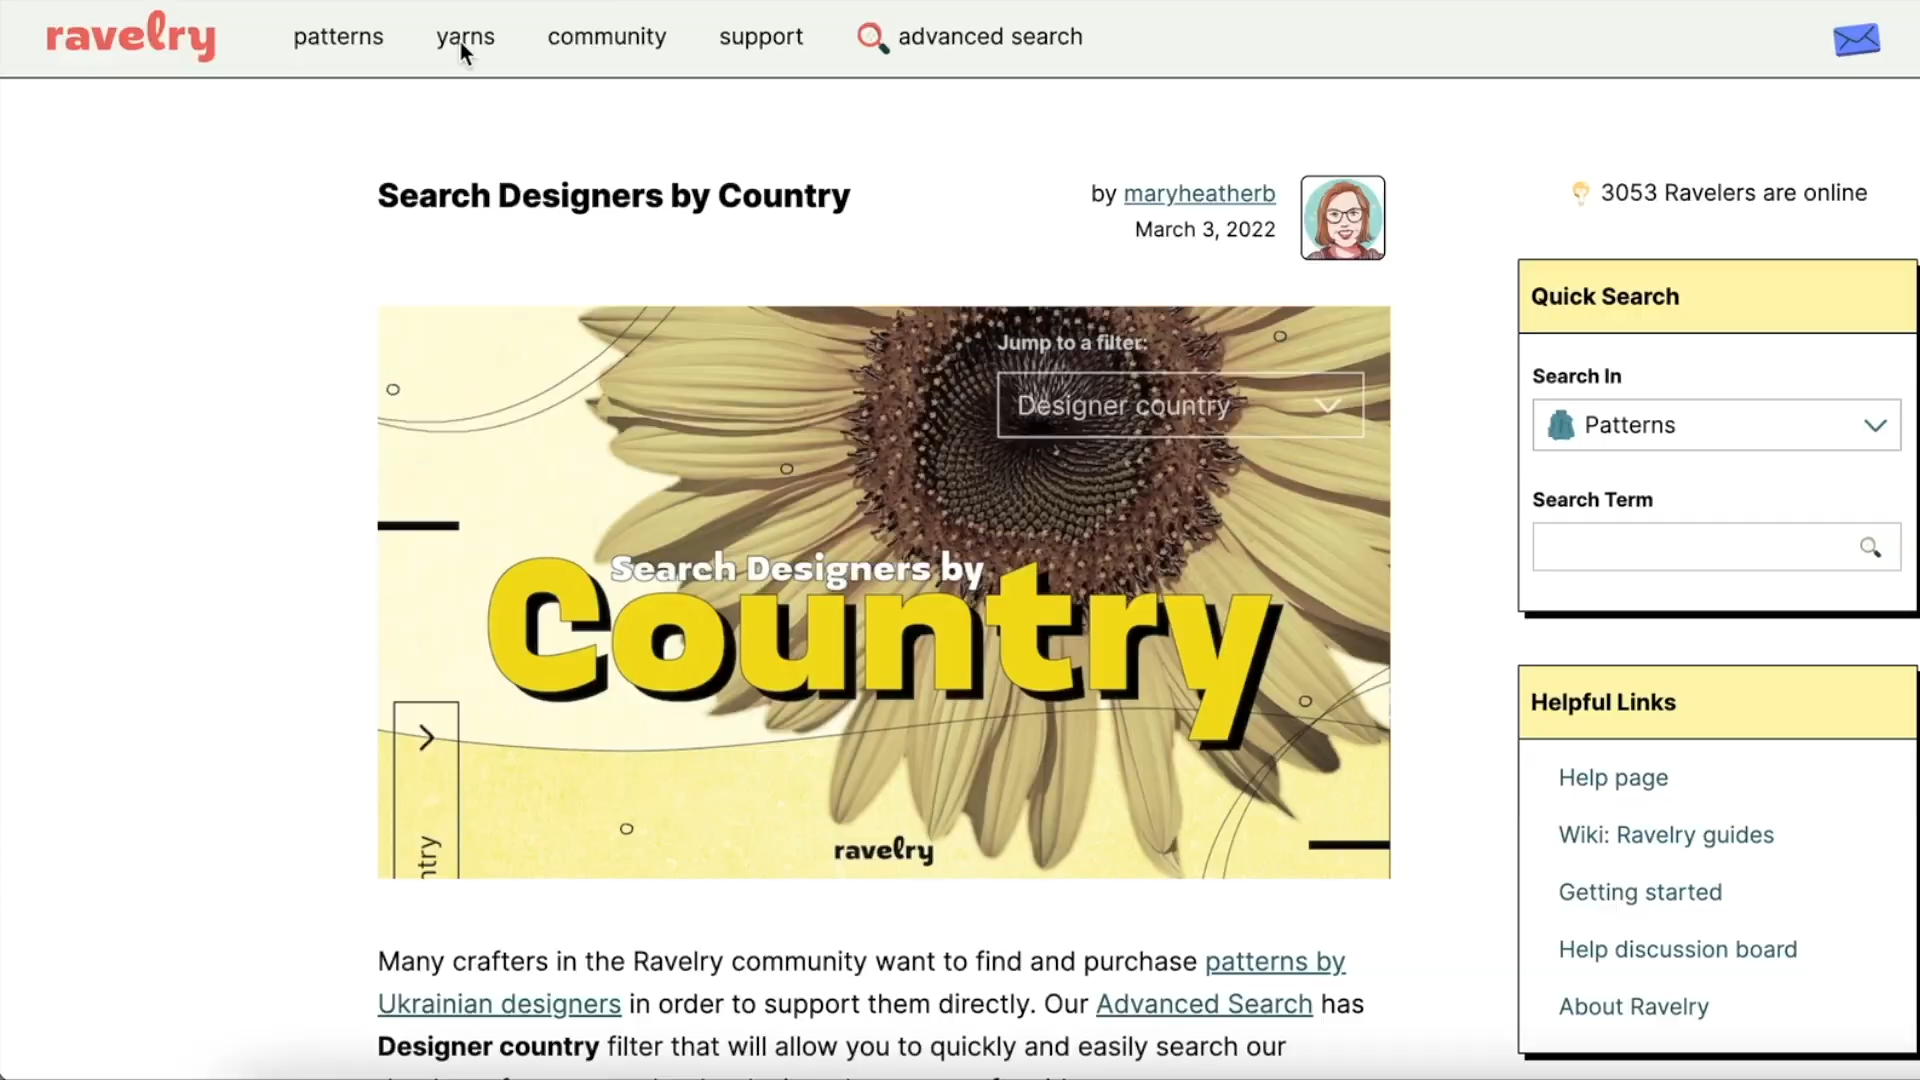 ravelry
patterns
yarns
community
support
advanced search
Search Designers by Country
by maryheatherb
March 3, 2022
3053 Ravelers are online
Jump to a filter:
Designer country
Search Designers by
Country
ravelry
Quick Search
Search In
Patterns
Search Term
Helpful Links
Help page
Wiki: Ravelry guides
Getting started
Help discussion board
About Ravelry
Many crafters in the Ravelry community want to find and purchase patterns by
Ukrainian designers in order to support them directly. Our Advanced Search has
Designer country filter that will allow you to quickly and easily search our